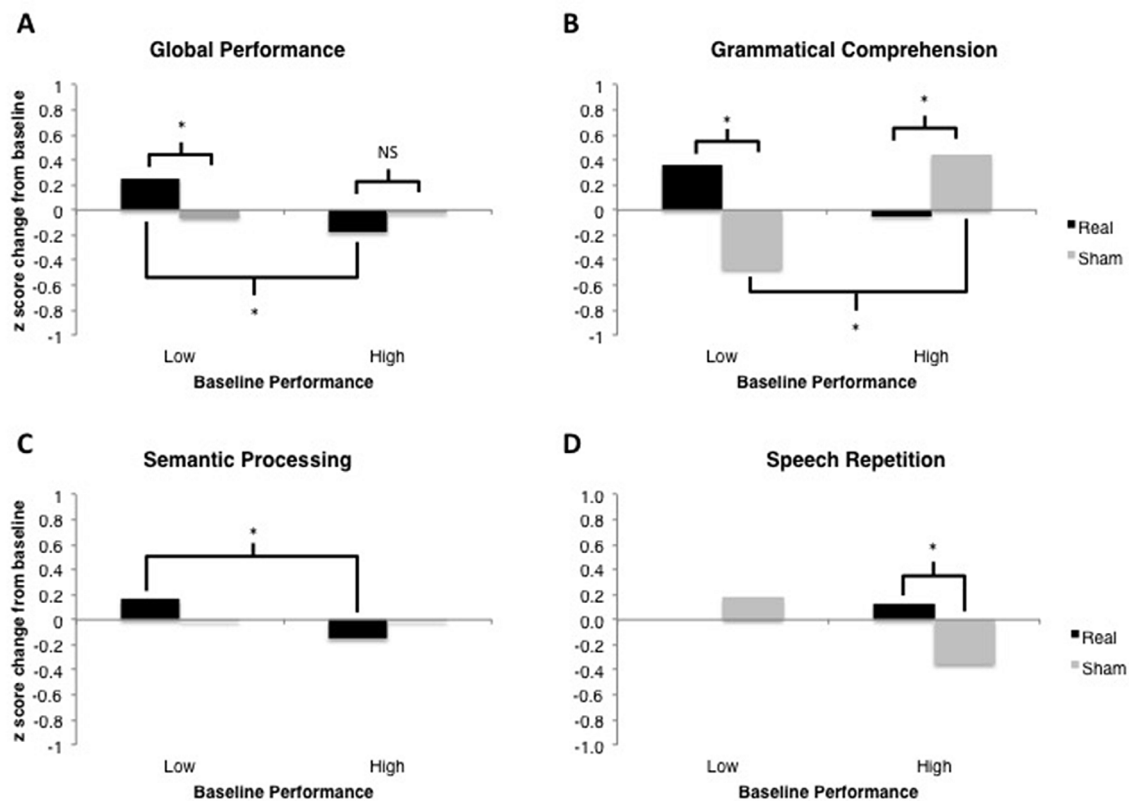 A
Global Performance
z score change from baseline
1
0.8
0.6
0.4
0.2
0
-0.2
-0.4
-0.6
-0.8
-1
*
NS
*
Low
High
Baseline Performance
B
Grammatical Comprehension
1
0.8
0.6
0.4
0.2
0
-0.2
-0.4
-0.6
-0.8
-1
*
*
*
Low
High
Baseline Performance
Real
Sham
C
Semantic Processing
z score change from baseline
1
0.8
0.6
0.4
0.2
0.0
-0.2
-0.4
-0.6
-0.8
-1
*
Low
High
Baseline Performance
D
Speech Repetition
1.0
0.8
0.6
0.4
0.2
0.0
-0.2
-0.4
-0.6
-0.8
-1.0
*
Low
High
Baseline Performance
Real
Sham